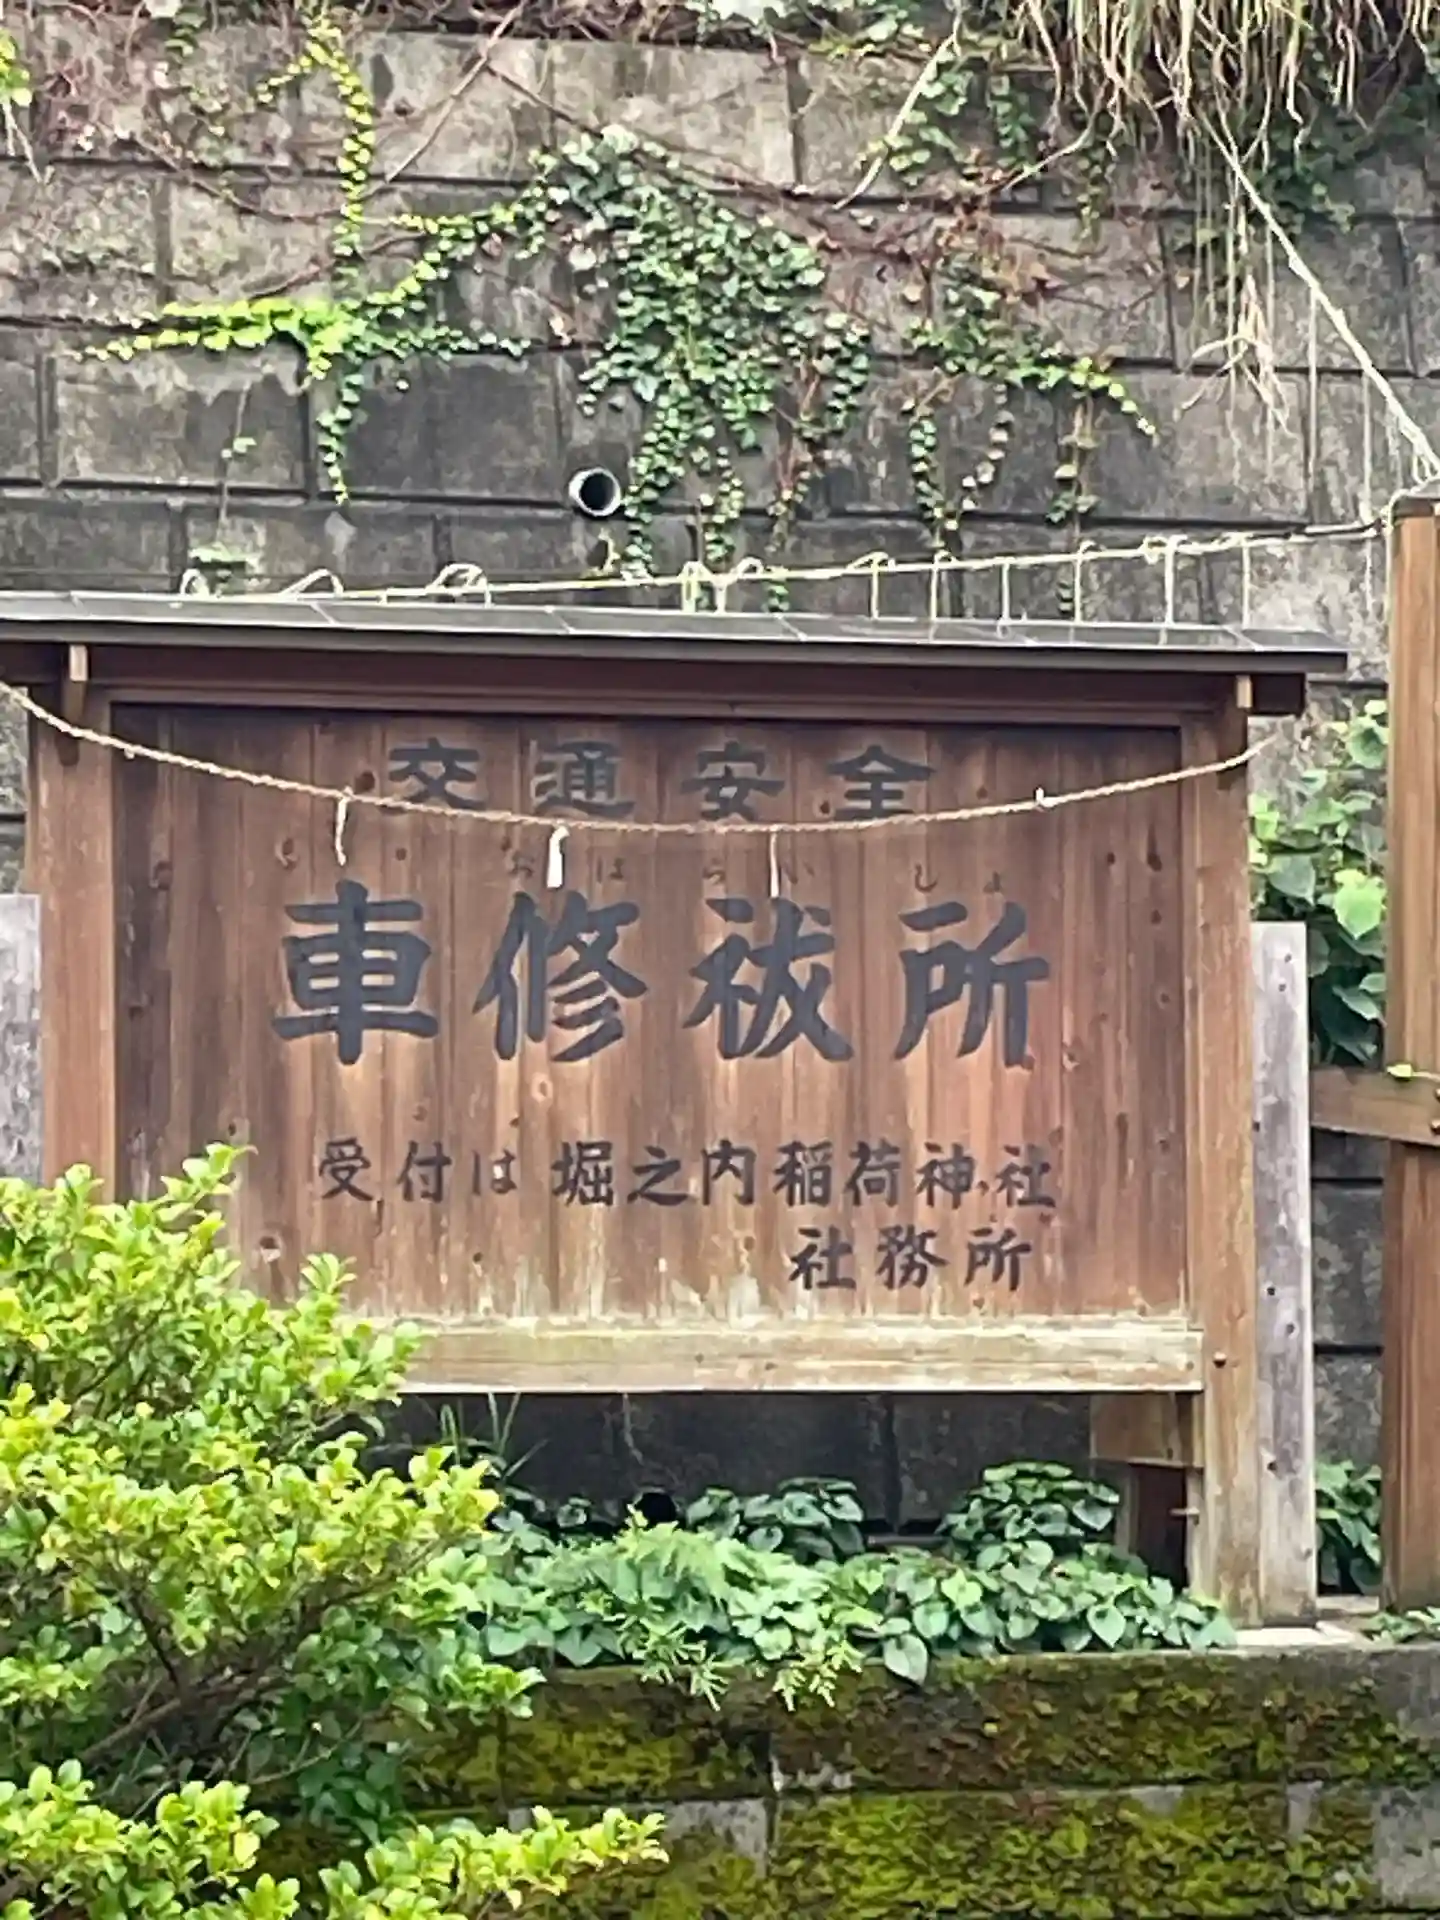 交通安全
おはらいしょ
車修祓所
受付は堀之内稲荷神社
社務所